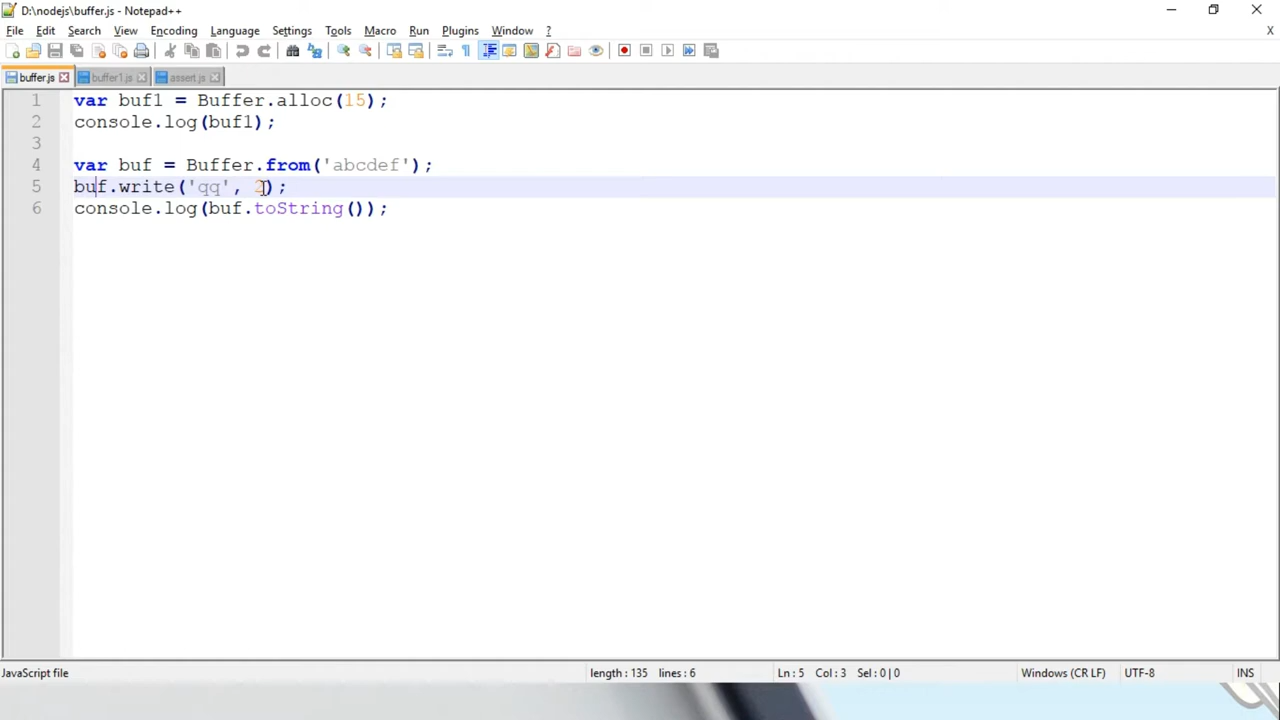 D:\nodejs\buffer.js - Notepad++
File Edit Search View Encoding Language Settings Tools Macro Run Plugins Window ? X
buffer.js buffer1.js assert.js
1 var buf1 = Buffer.alloc(15);
2 console.log(buf1);
3
4 var buf = Buffer.from('abcdef');
5 buf.write('qq', 2);
6 console.log(buf.toString());
JavaScript file length : 135 lines : 6 Ln : 5 Col : 3 Sel : 0 | 0 Windows (CR LF) UTF-8 INS